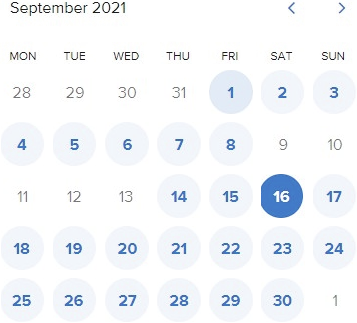 September 2021
MON TUE WED THU FRI SAT SUN
28 29 30 31 1 2 3
4 5 6 7 8 9 10
11 12 13 14 15 16 17
18 19 20 21 22 23 24
25 26 27 28 29 30 1